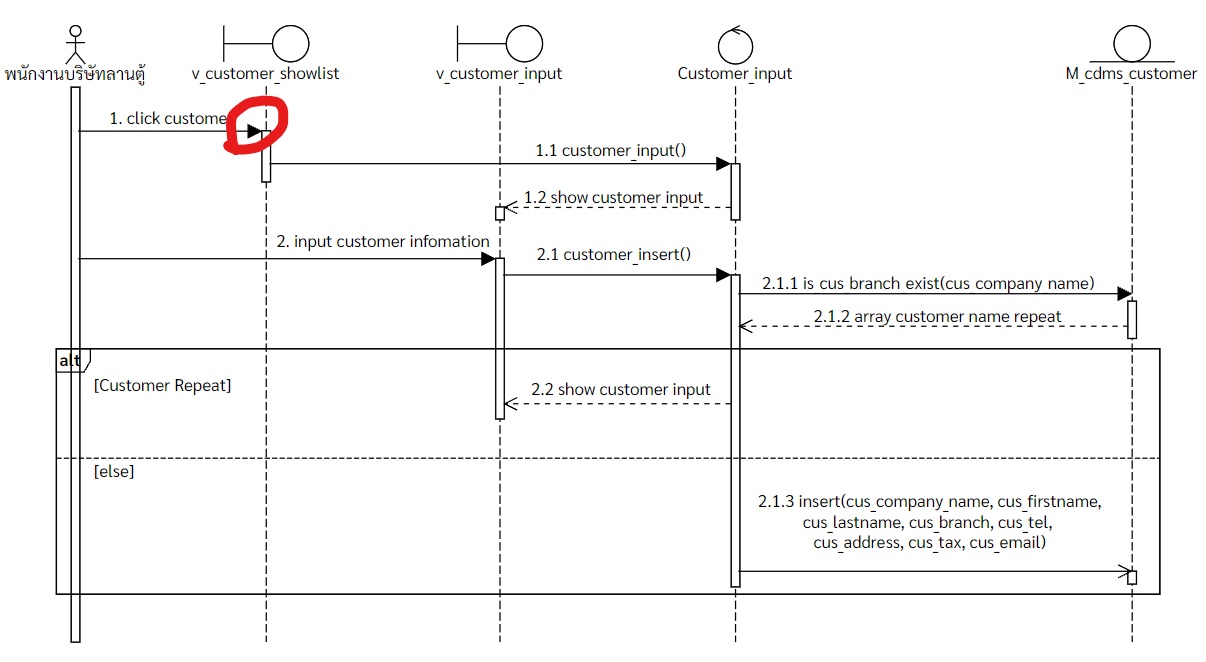 พนักงานบริษัทลานตู้
v_customer_showlist
v_customer_input
Customer_input
M_cdms_customer
1. click custome
1.1 customer_input()
1.2 show customer input
2. input customer infomation
2.1 customer_insert()
2.1.1 is cus branch exist(cus company name)
2.1.2 array customer name repeat
alt
[Customer Repeat]
2.2 show customer input
[else]
2.1.3 insert(cus_company_name, cus_firstname,
cus_lastname, cus_branch, cus_tel,
cus_address, cus_tax, cus_email)